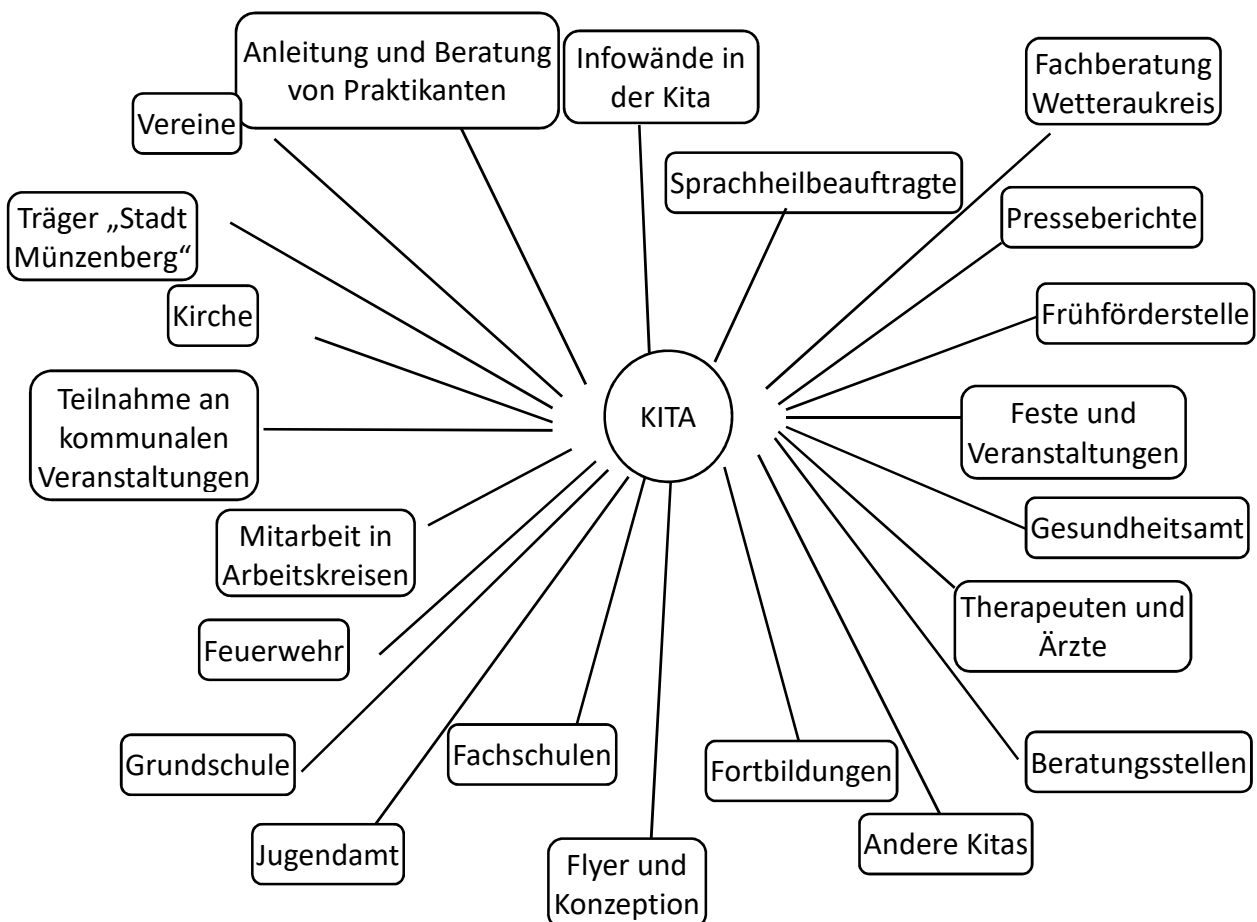 Anleitung und Beratung
von Praktikanten
Infowände in
der Kita
Fachberatung
Wetteraukreis
Vereine
Sprachheilbeauftragte
Träger „Stadt
Münzenberg“
Presseberichte
Kirche
Frühförderstelle
Teilnahme an
kommunalen
Veranstaltungen
KITA
Feste und
Veranstaltungen
Mitarbeit in
Arbeitskreisen
Gesundheitsamt
Feuerwehr
Therapeuten und
Ärzte
Grundschule
Fachschulen
Fortbildungen
Beratungsstellen
Jugendamt
Flyer und
Konzeption
Andere Kitas